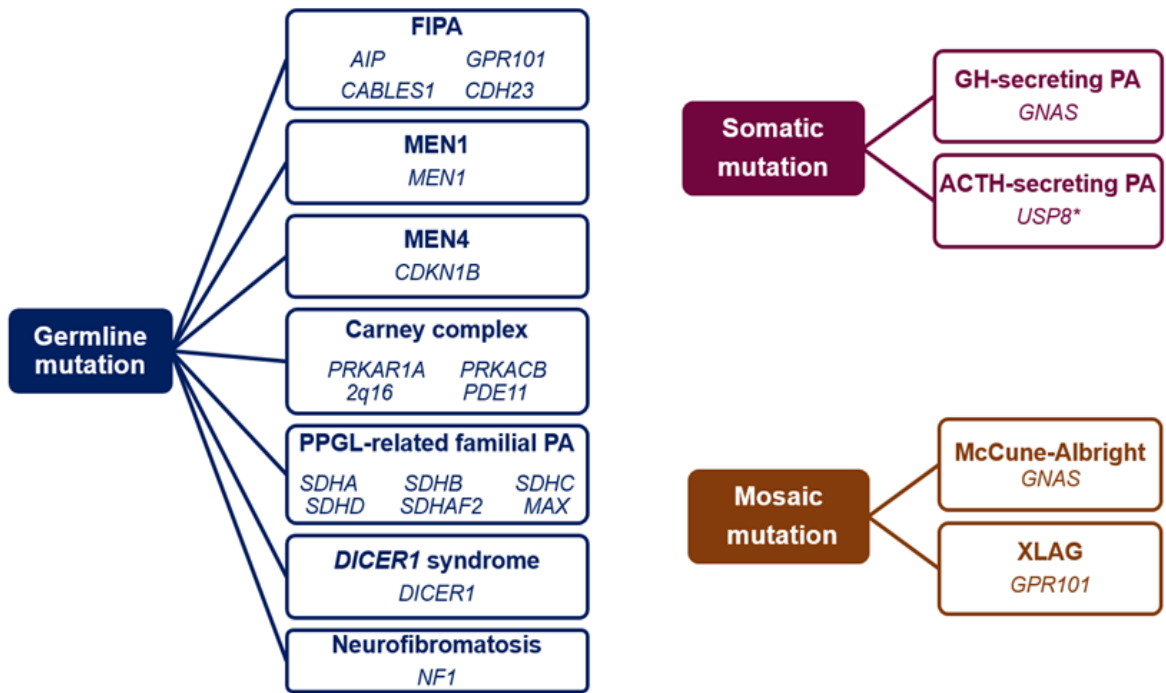 Germline
mutation
FIPA
AIP GPR101
CABLES1 CDH23
MEN1
MEN1
MEN4
CDKN1B
Carney complex
PRKAR1A PRKACB
2q16 PDE11
PPGL-related familial PA
SDHA SDHB SDHC
SDHD SDHAF2 MAX
DICER1 syndrome
DICER1
Neurofibromatosis
NF1
Somatic
mutation
GH-secreting PA
GNAS
ACTH-secreting PA
USP8*
Mosaic
mutation
McCune-Albright
GNAS
XLAG
GPR101